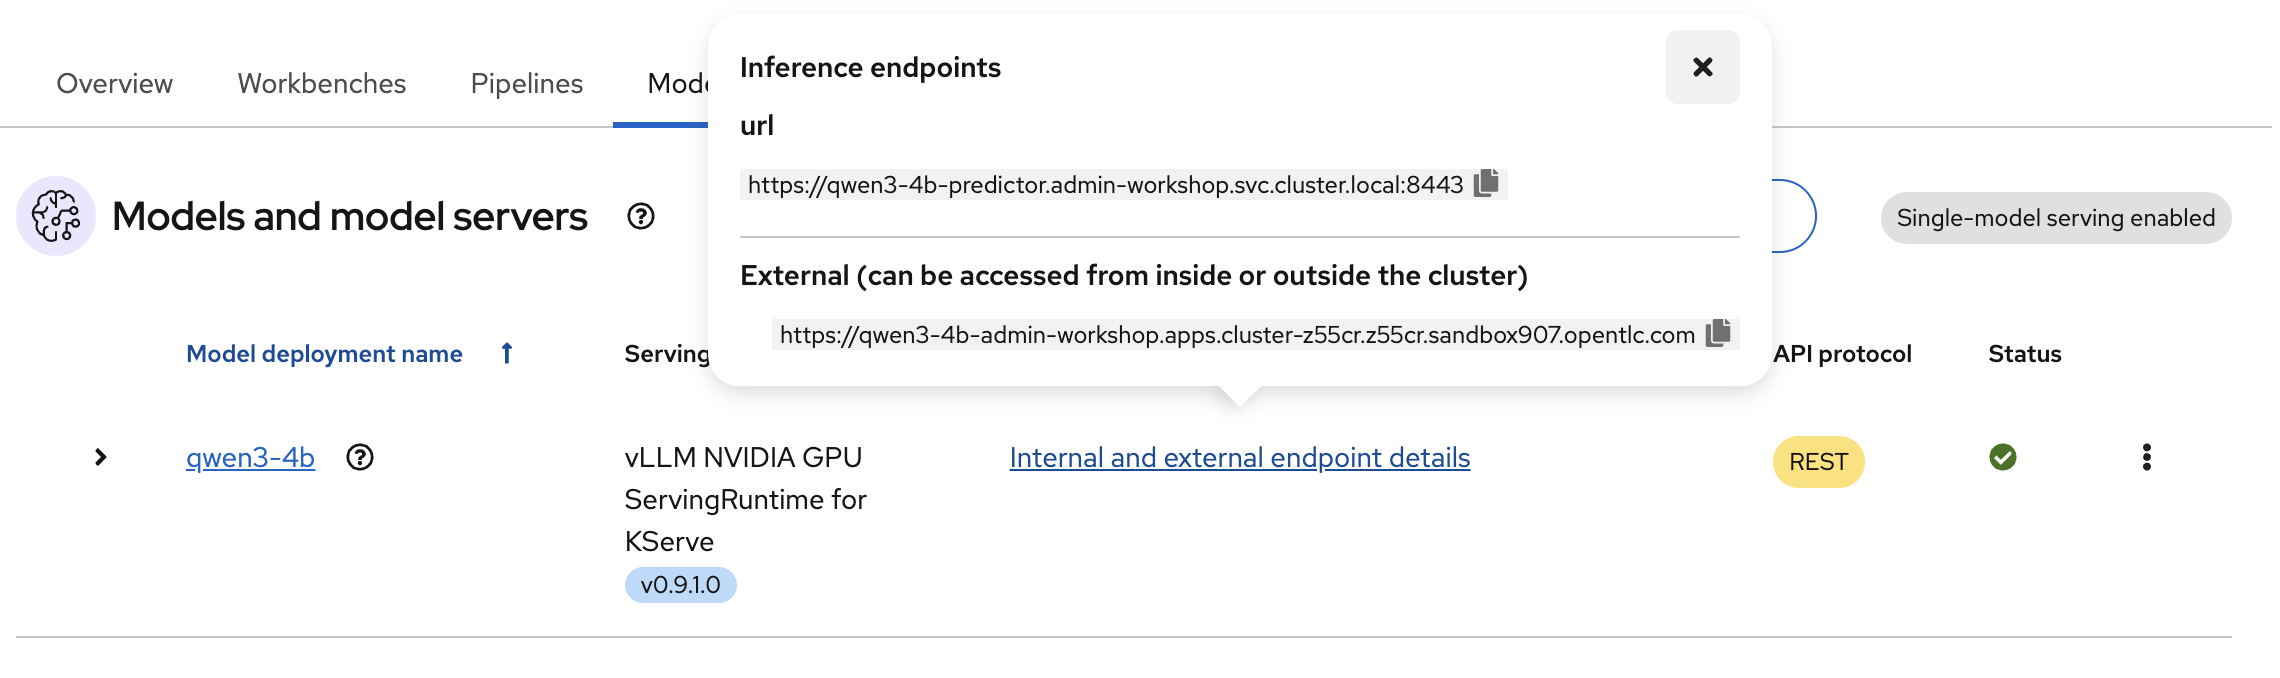 Overview Workbenches Pipelines Mode
Inference endpoints
url
https://qwen3-4b-predictor.admin-workshop.svc.cluster.local:8443
External (can be accessed from inside or outside the cluster)
https://qwen3-4b-admin-workshop.apps.cluster-z55cr.z55cr.sandbox907.opentlc.com
Models and model servers
Single-model serving enabled
Model deployment name Serving API protocol Status
qwen3-4b
vLLM NVIDIA GPU
ServingRuntime for
KServe
v0.9.1.0
Internal and external endpoint details
REST